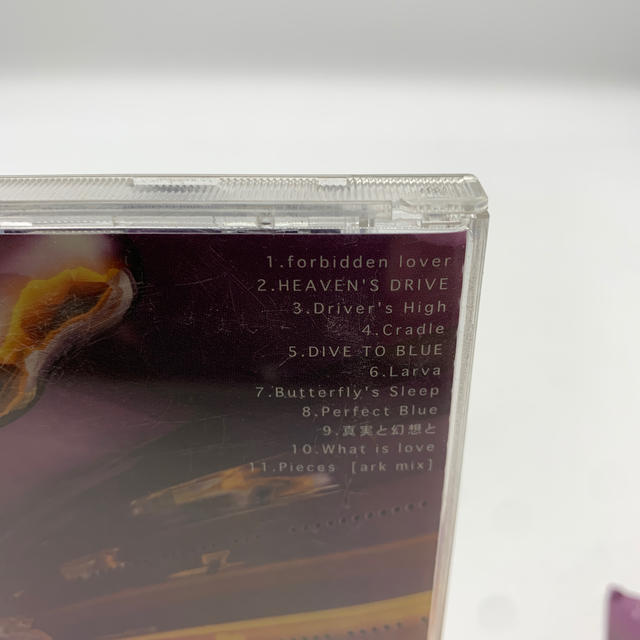 1.forbidden lover
2.HEAVEN'S DRIVE
3.Driver's High
4.Cradle
5.DIVE TO BLUE
6.Larva
7.Butterfly's Sleep
8.Perfect Blue
9.真実と幻想と
10.What is love
11.Pieces [ark mix]